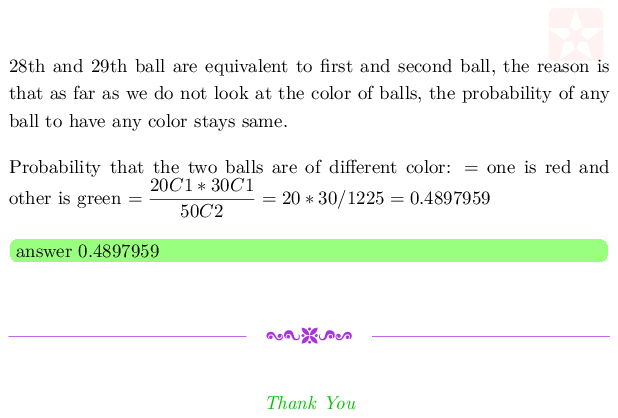 28th and 29th ball are equivalent to first and second ball, the reason is
that as far as we do not look at the color of balls, the probability of any
ball to have any color stays same.
Probability that the two balls are of different color: = one is red and
other is green = \frac{20C1 * 30C1}{50C2} = 20 * 30/1225 = 0.4897959
answer 0.4897959
Thank You